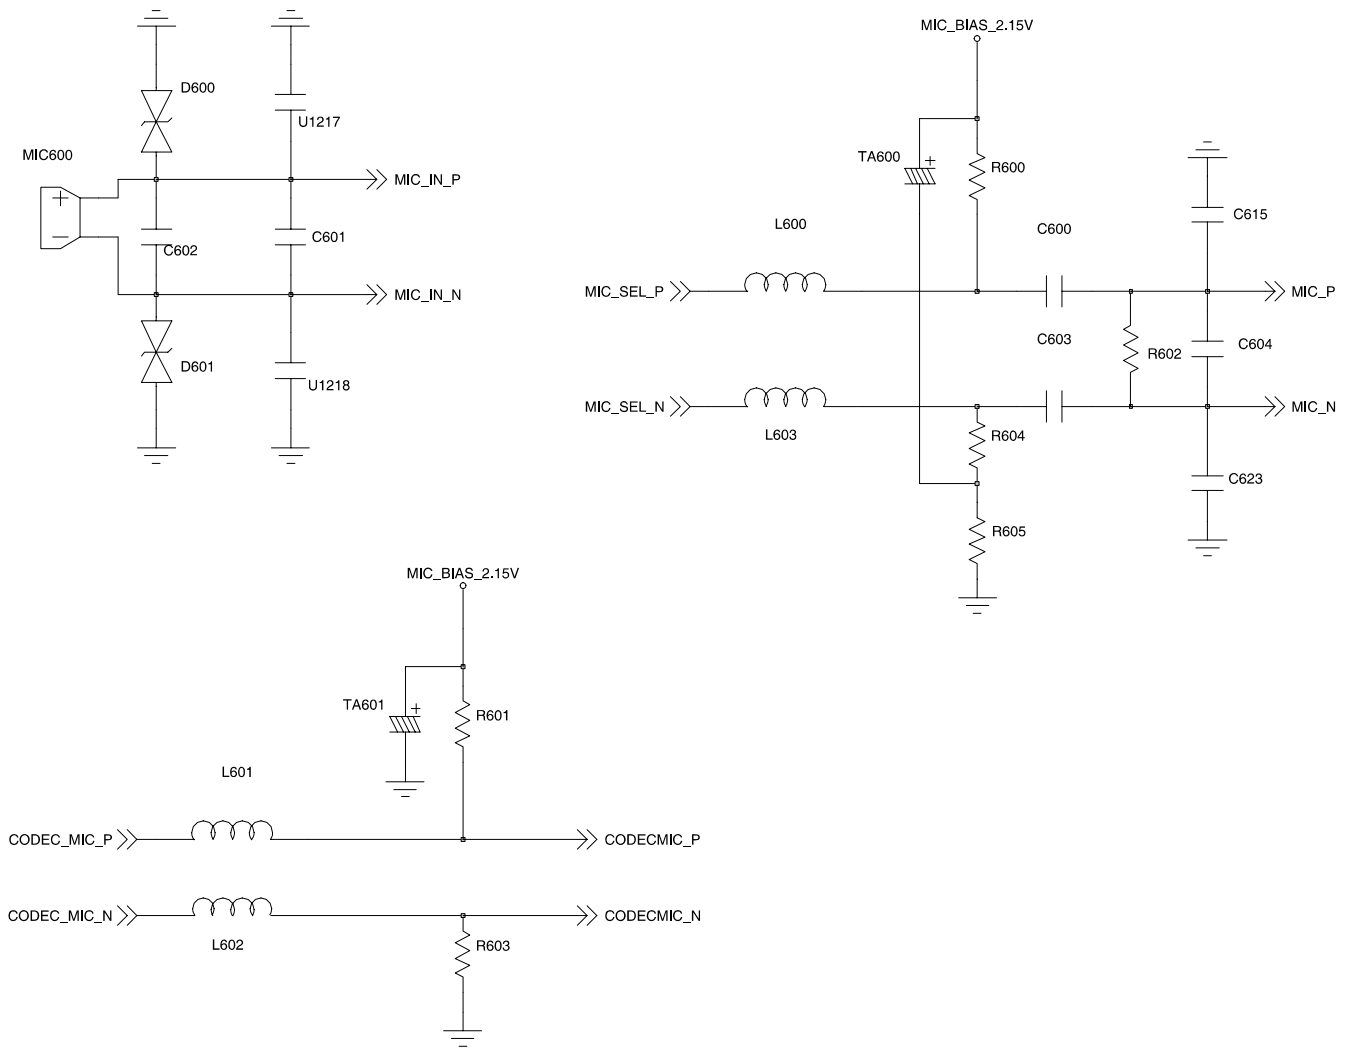 D600
U1217
MIC600
+
MIC_IN_P
−
C602
C601
MIC_IN_N
D601
U1218
MIC_BIAS_2.15V
TA600
+
R600
L600
C600
C615
MIC_SEL_P
MIC_P
C603
R602
C604
MIC_SEL_N
MIC_N
L603
R604
C623
R605
MIC_BIAS_2.15V
TA601
+
R601
L601
CODEC_MIC_P
CODECMIC_P
CODEC_MIC_N
CODECMIC_N
L602
R603